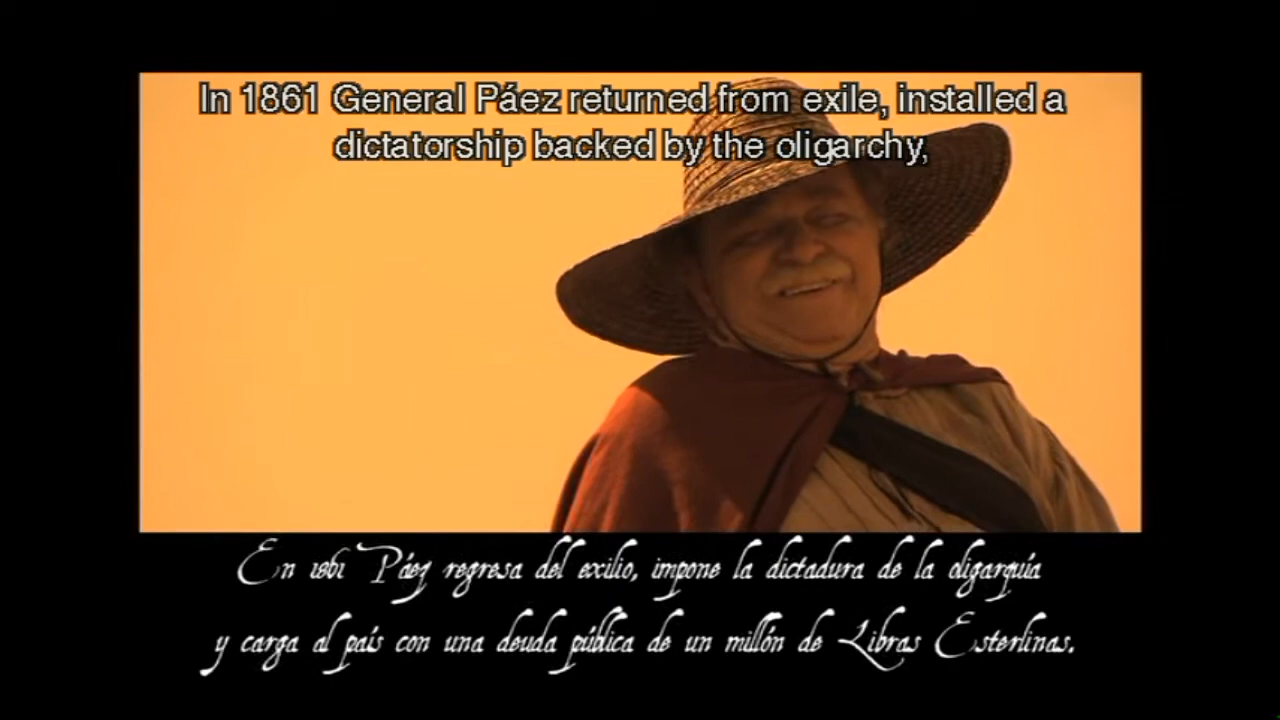 In 1861 General Páez returned from exile, installed a
dictatorship backed by the oligarchy,
En 1861 Páez regresa del exilio, impone la dictadura de la oligarquía
y carga al país con una deuda pública de un millón de Libras Esterlinas.